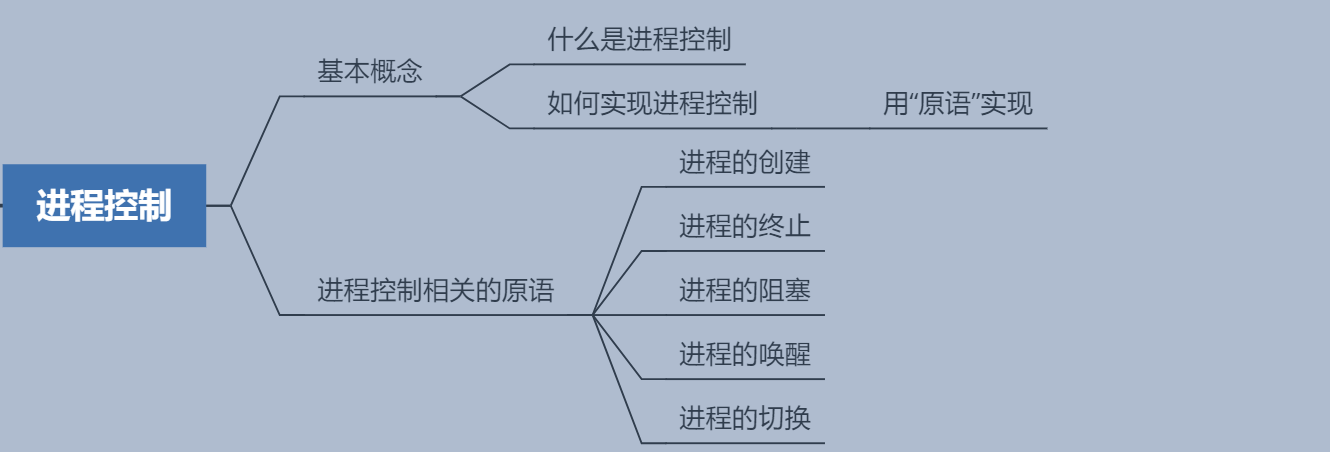 进程控制
基本概念
什么是进程控制
如何实现进程控制
用“原语”实现
进程控制相关的原语
进程的创建
进程的终止
进程的阻塞
进程的唤醒
进程的切换